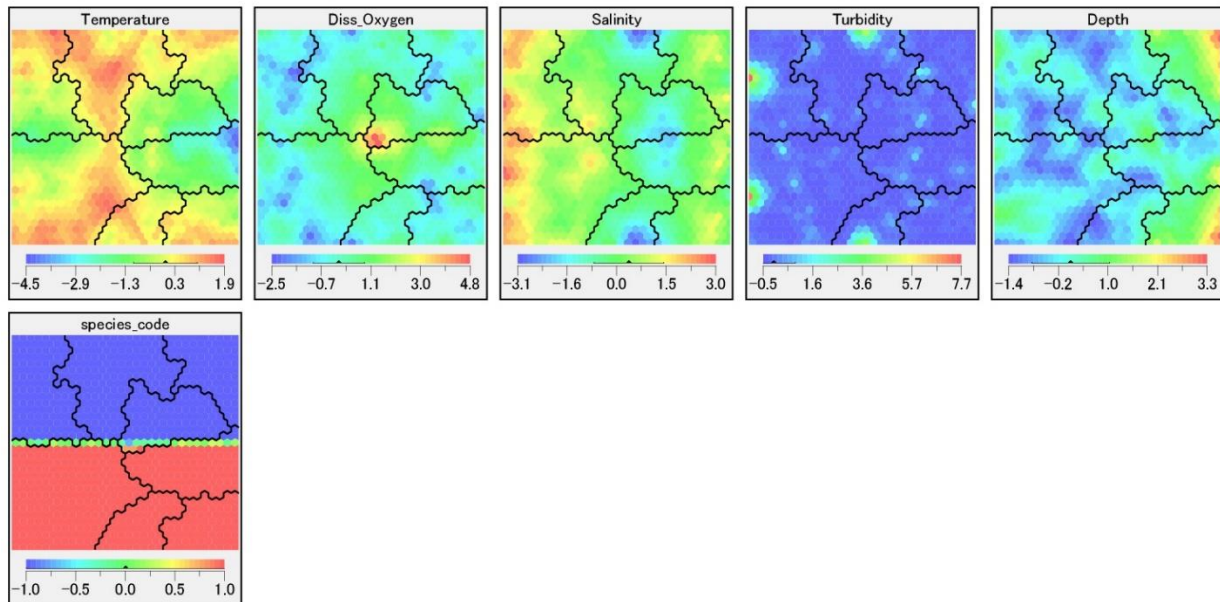 Temperature
-4.5 -2.9 -1.3 0.3 1.9
Diss_Oxygen
-2.5 -0.7 1.1 3.0 4.8
Salinity
-3.1 -1.6 0.0 1.5 3.0
Turbidity
-0.5 1.6 3.6 5.7 7.7
Depth
-1.4 -0.2 1.0 2.1 3.3
species_code
-1.0 -0.5 0.0 0.5 1.0